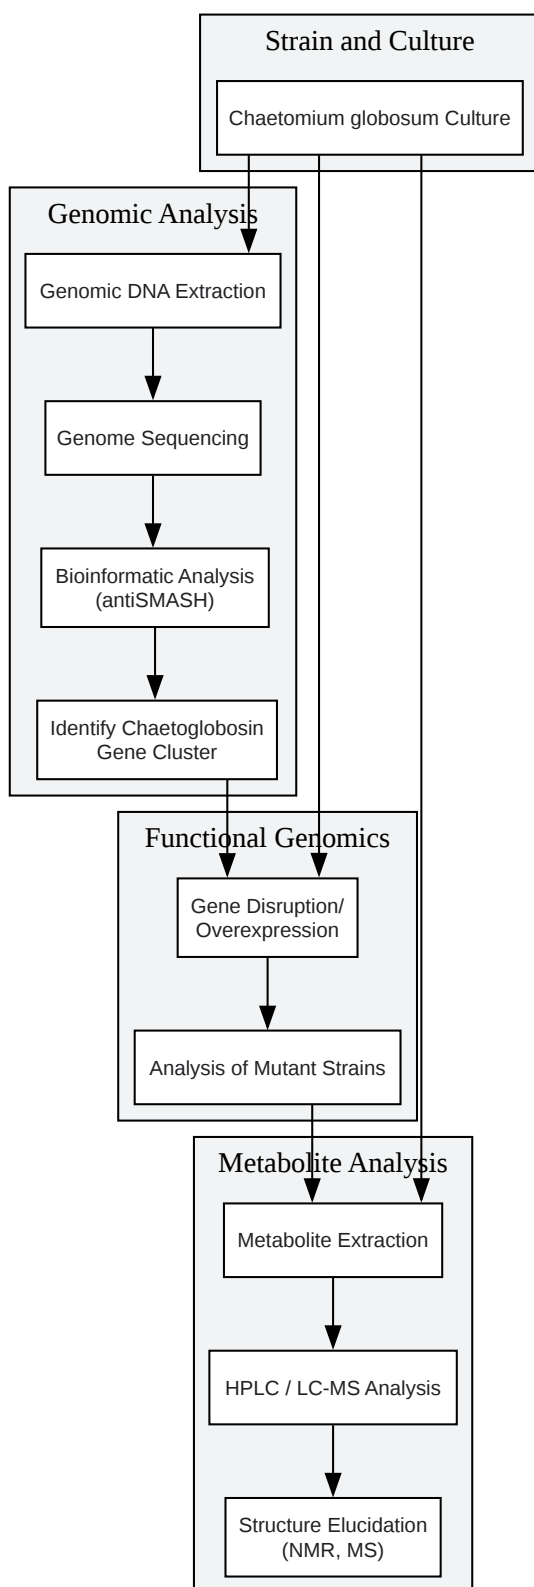 Strain and Culture
Chaetomium globosum Culture
Genomic Analysis
Genomic DNA Extraction
Genome Sequencing
Bioinformatic Analysis
(antiSMASH)
Identify Chaetoglobosin
Gene Cluster
Functional Genomics
Gene Disruption/
Overexpression
Analysis of Mutant Strains
Metabolite Analysis
Metabolite Extraction
HPLC / LC-MS Analysis
Structure Elucidation
(NMR, MS)